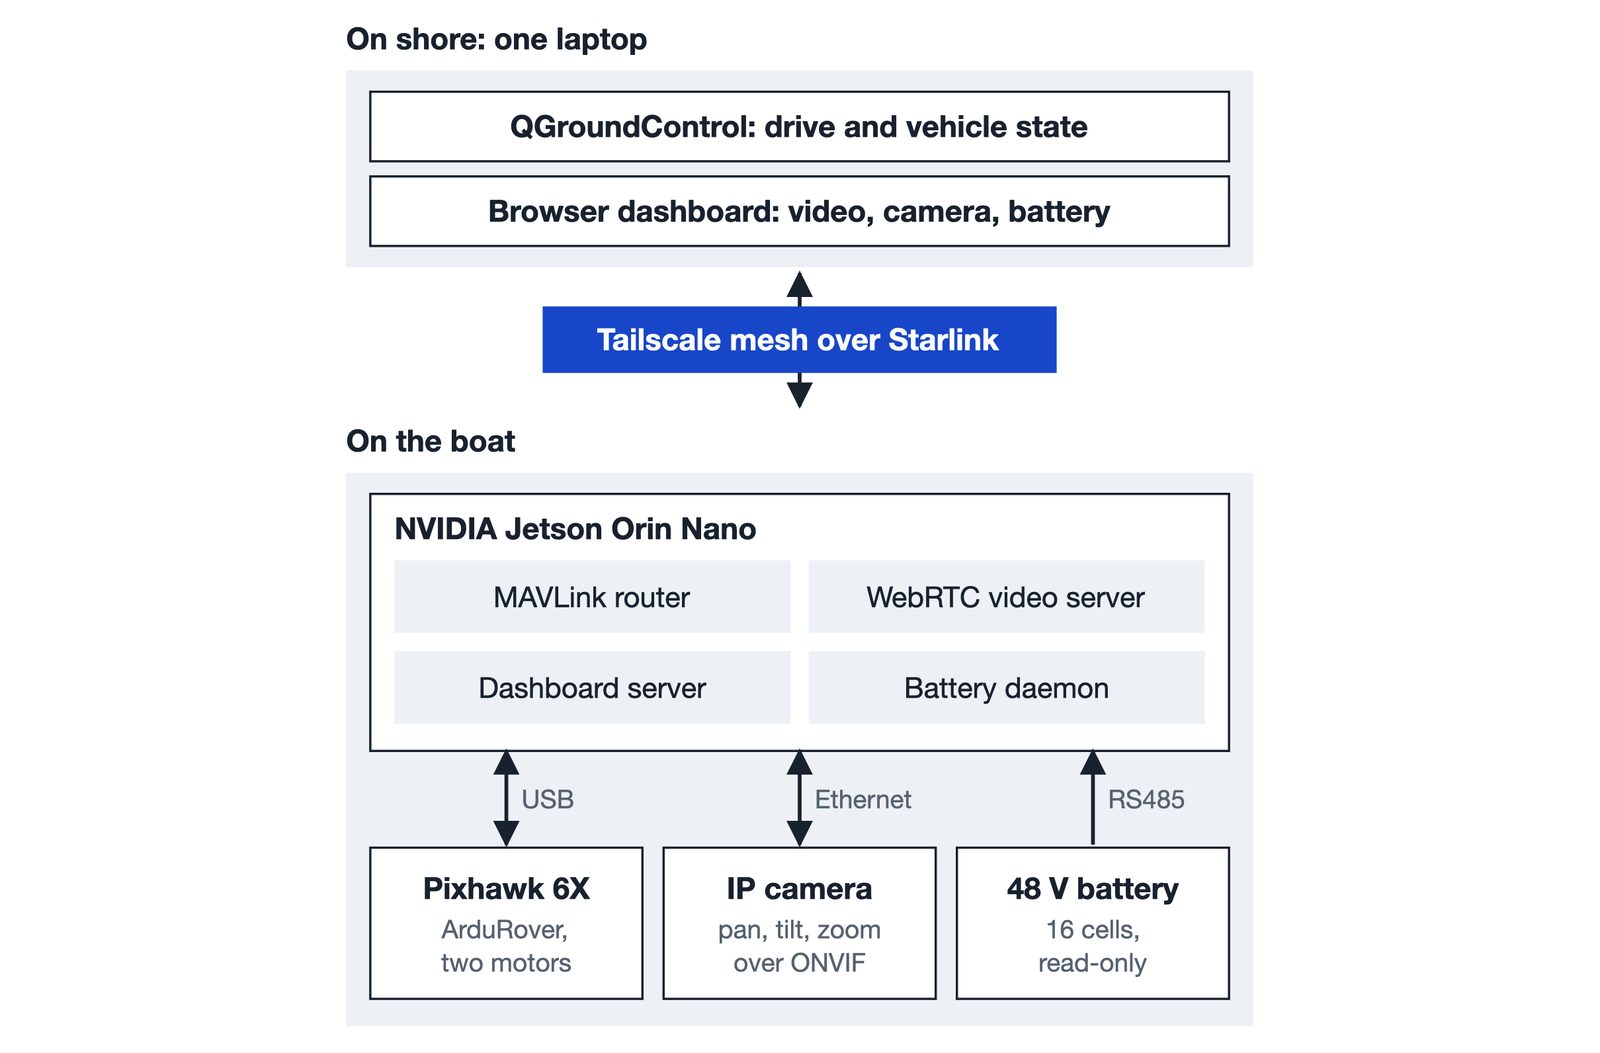 On shore: one laptop
QGroundControl: drive and vehicle state
Browser dashboard: video, camera, battery
Tailscale mesh over Starlink
On the boat
NVIDIA Jetson Orin Nano
MAVLink router
WebRTC video server
Dashboard server
Battery daemon
USB
Ethernet
RS485
Pixhawk 6X
ArduRover,
two motors
IP camera
pan, tilt, zoom
over ONVIF
48 V battery
16 cells,
read-only